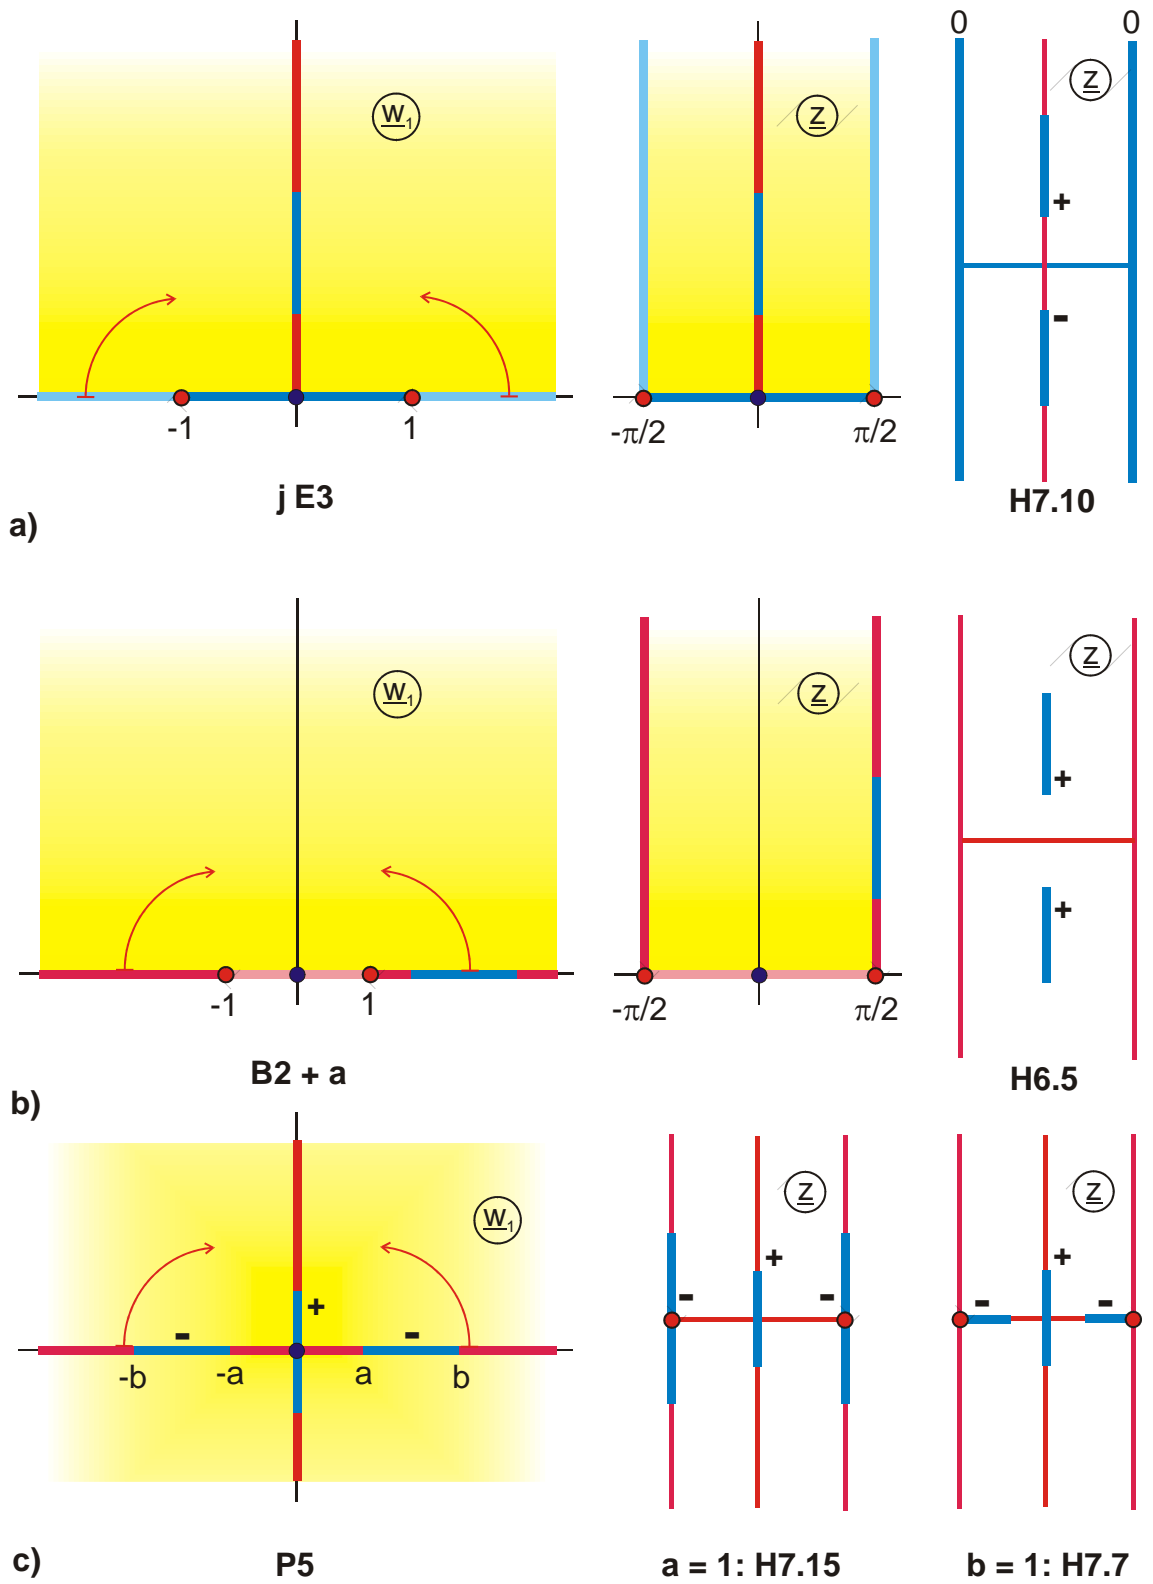 0 0
w₁ z z
+
-
-1 1 -π/2 π/2
j E3 H7.10
a)
w₁ z z
+
+
-1 1 -π/2 π/2
B2 + a H6.5
b)
w₁ z z
+ + +
- - - - - -
-b -a a b
c) P5 a = 1: H7.15 b = 1: H7.7